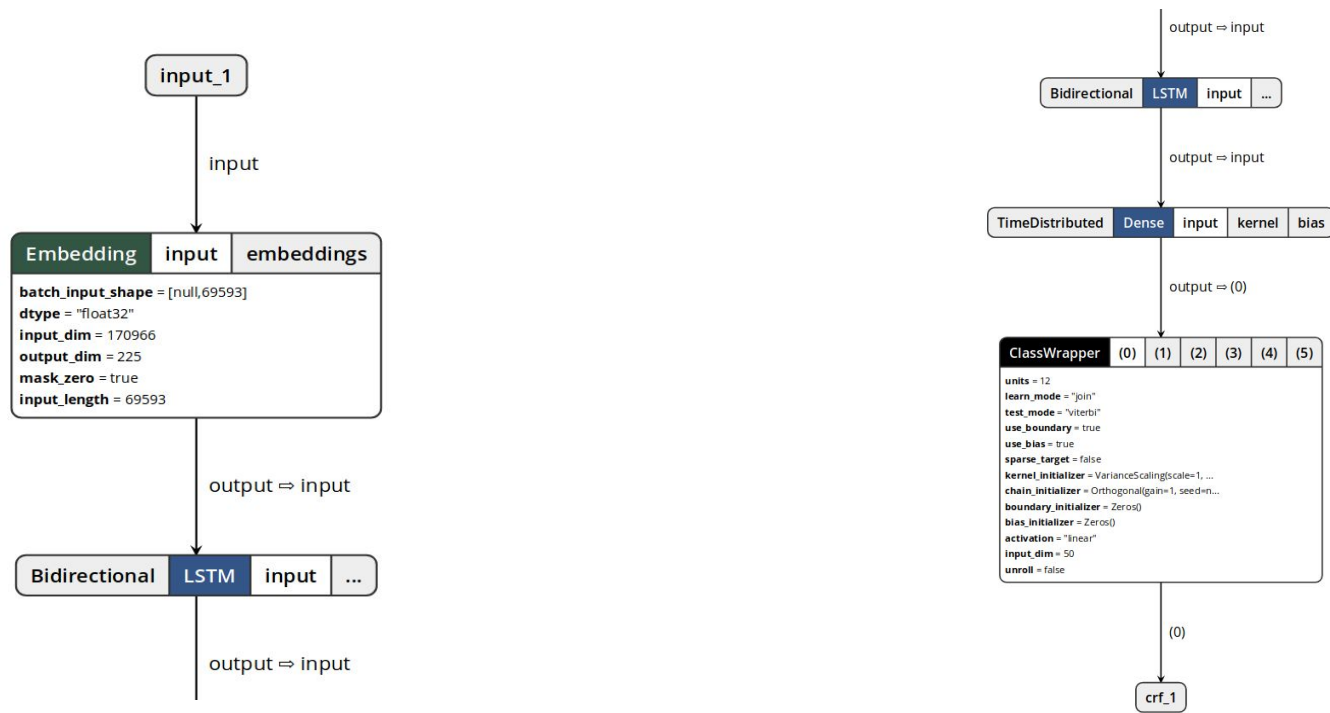 input_1
input
Embedding input embeddings
batch_input_shape = [null,69593]
dtype = "float32"
input_dim = 170966
output_dim = 225
mask_zero = true
input_length = 69593
output ⇨ input
Bidirectional LSTM input ...
output ⇨ input
output ⇨ input
Bidirectional LSTM input ...
output ⇨ input
TimeDistributed Dense input kernel bias
output ⇨ (0)
ClassWrapper (0) (1) (2) (3) (4) (5)
units = 12
learn_mode = "join"
test_mode = "viterbi"
use_boundary = true
use_bias = true
sparse_target = false
kernel_initializer = VarianceScaling(scale=1, ...
chain_initializer = Orthogonal(gain=1, seed=n...
boundary_initializer = Zeros()
bias_initializer = Zeros()
activation = "linear"
input_dim = 50
unroll = false
(0)
crf_1